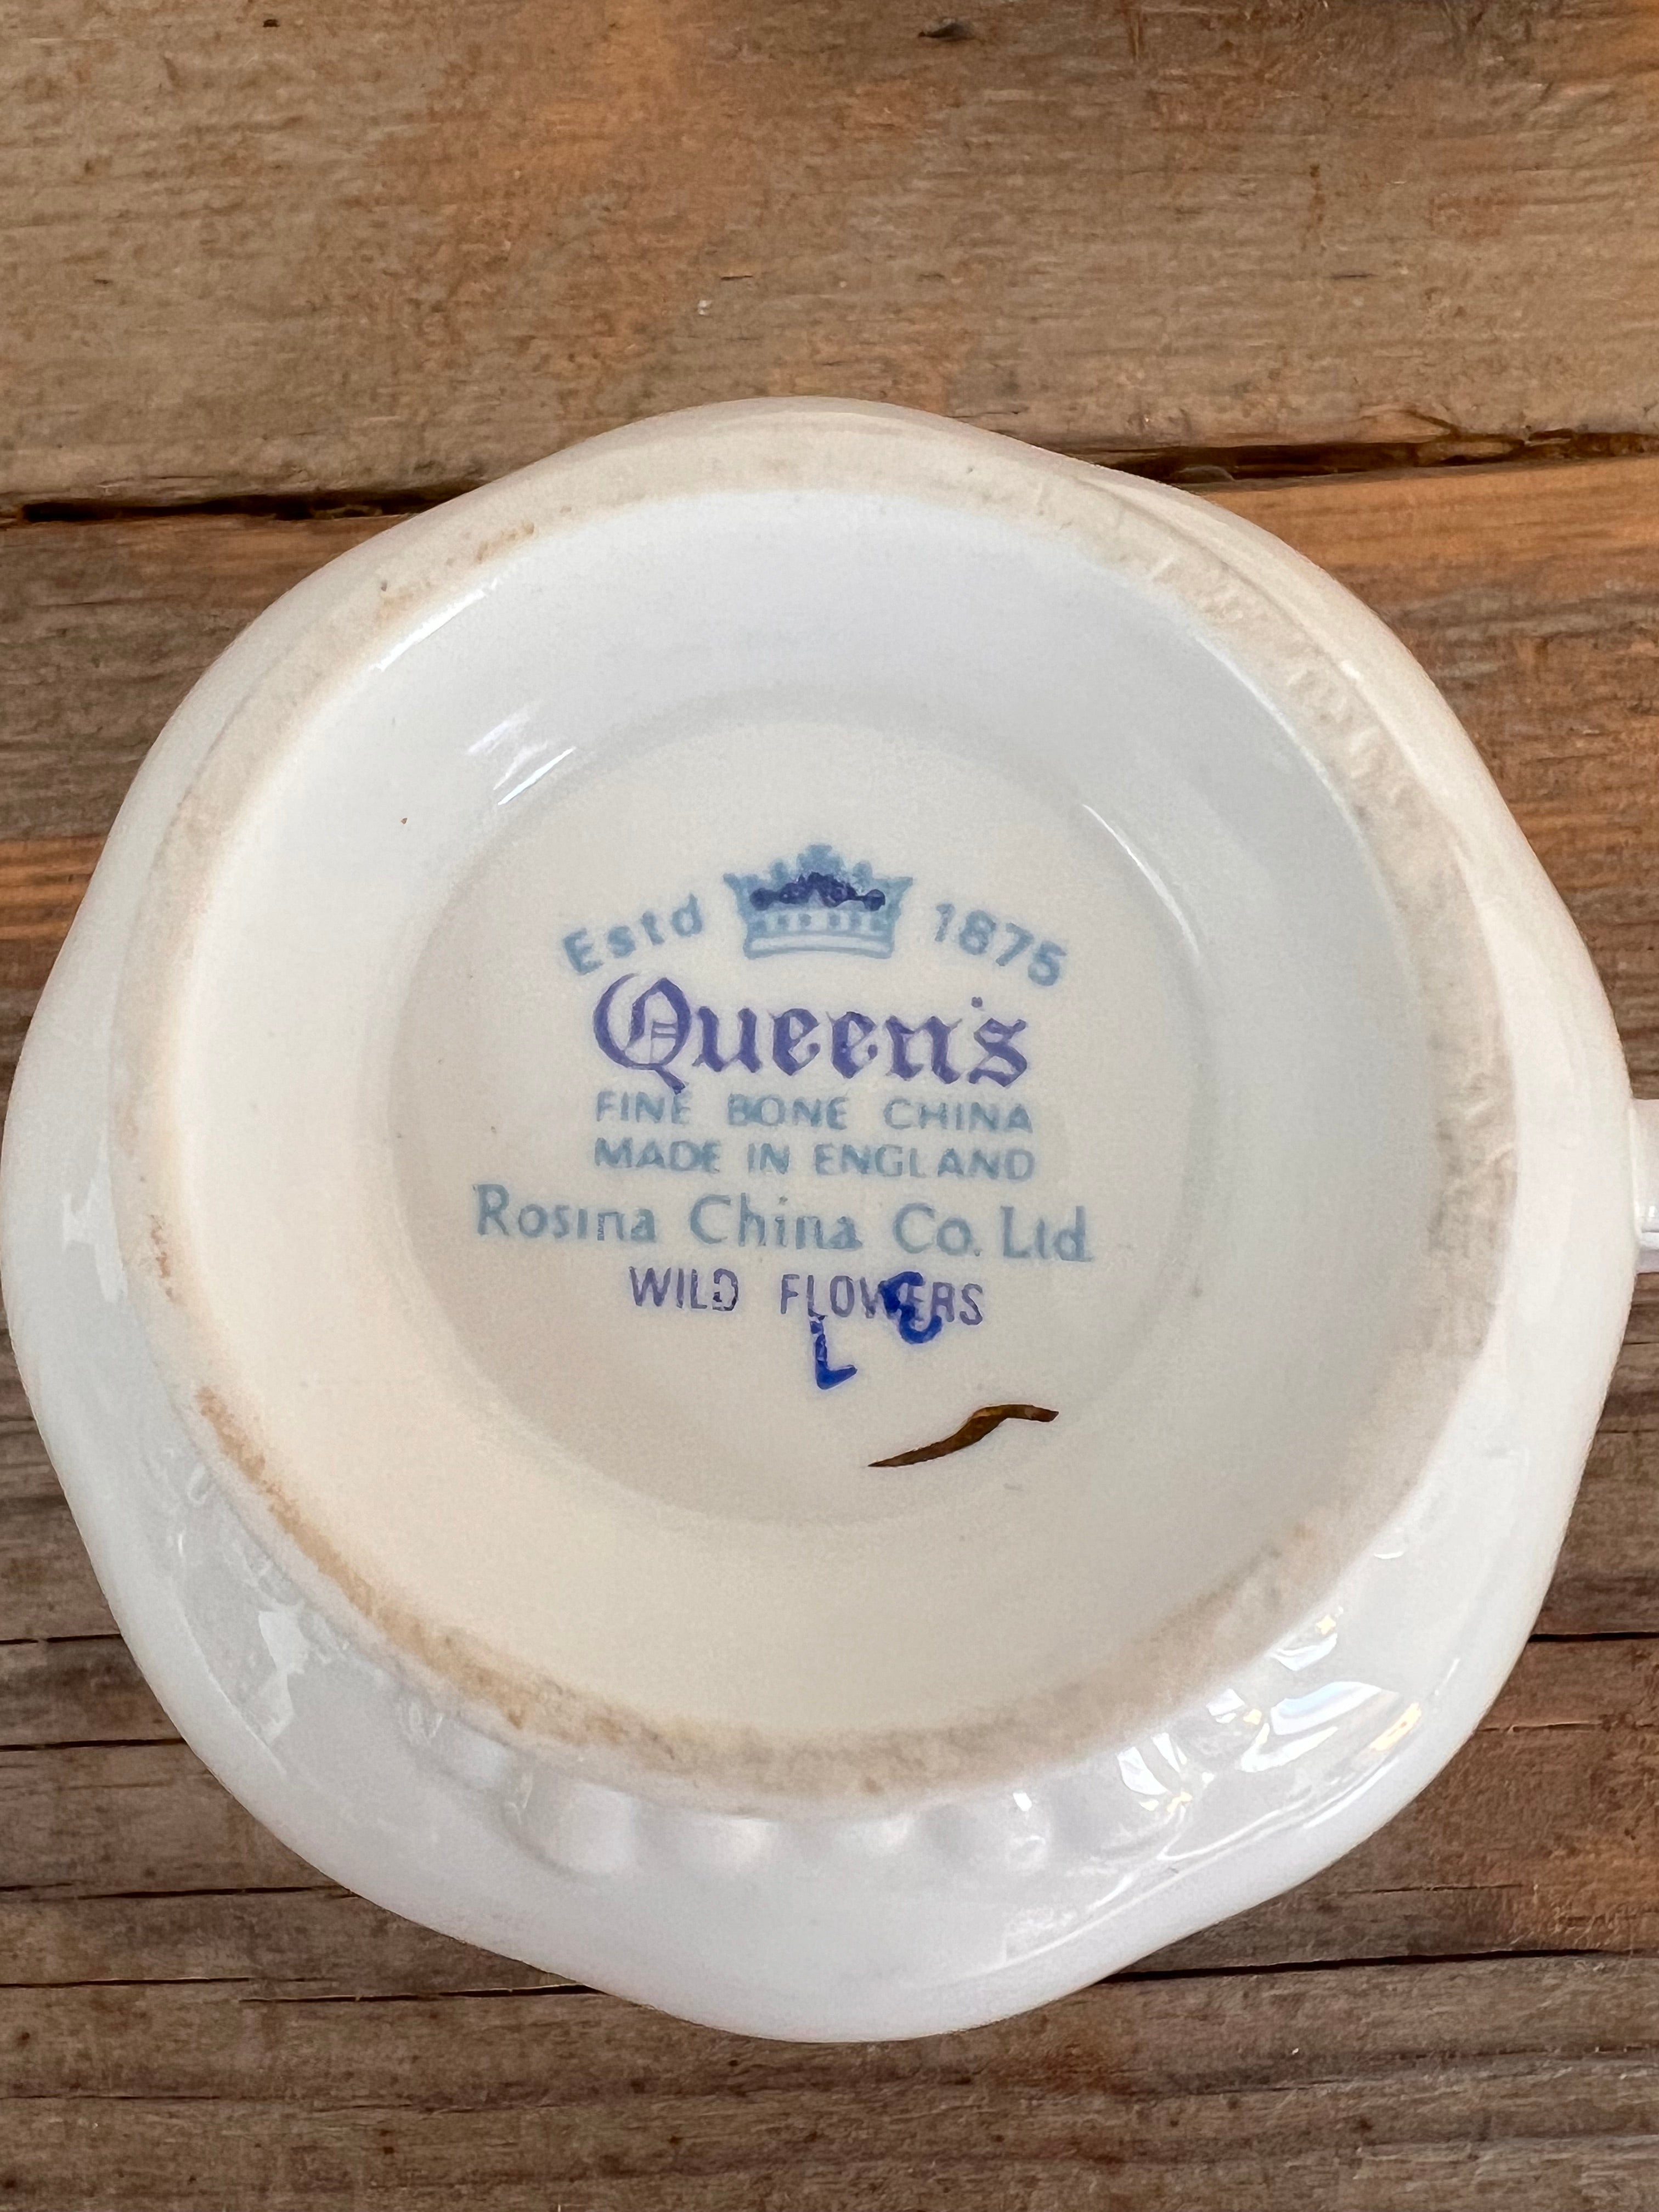 Estd 1875
Queen's
FINE BONE CHINA
MADE IN ENGLAND
Rosina China Co. Ltd.
WILD FLOWERS